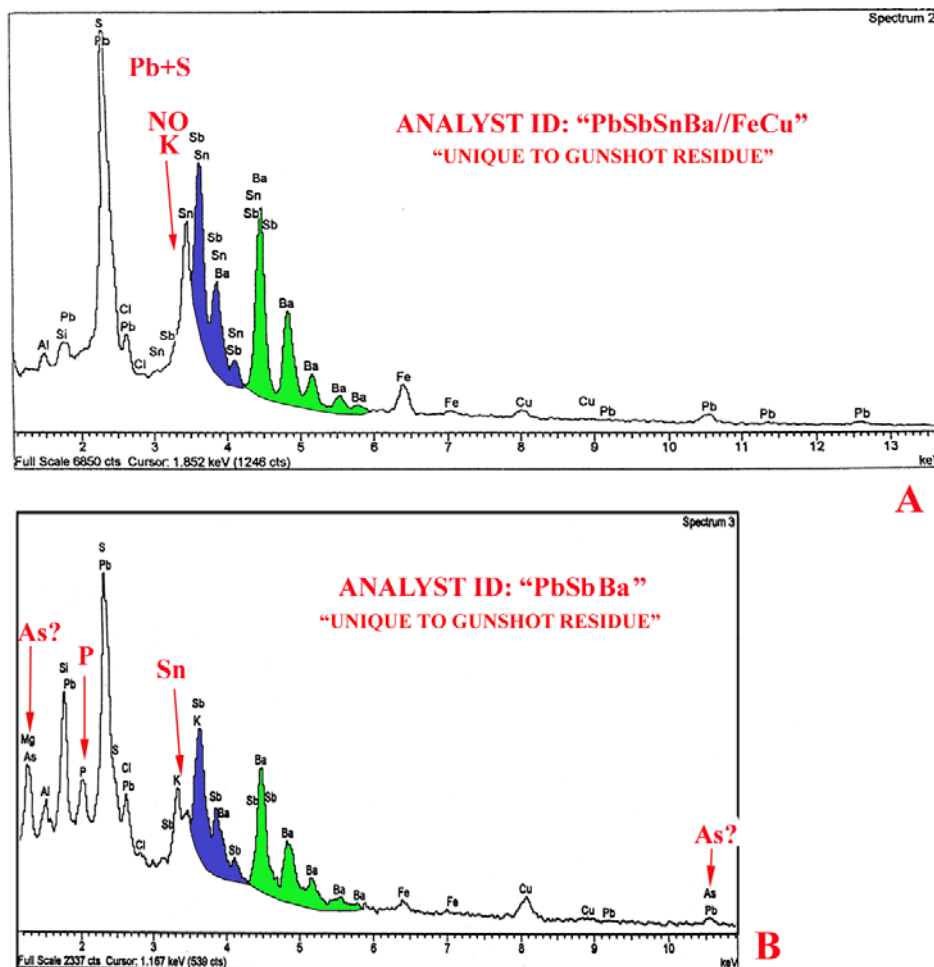 Spectrum 2
S
Pb
Pb+S
NO
K
ANALYST ID: “PbSbSnBa//FeCu”
“UNIQUE TO GUNSHOT RESIDUE”
Sb
Sn
Ba
Sn
Sb Sb
Sn
Sb
Sn
Ba
Pb
Al Si
Cl
Pb
Cl
Sn
Sb
Sn
Sb
Ba
Ba
Ba
Ba
Fe
Fe
Cu
Cu
Pb
Pb
Pb
Pb
2 3 4 5 6 7 8 9 10 11 12 13
Full Scale 6850 cts Cursor: 1.852 keV (1246 cts)
keV
A
Spectrum 3
S
Pb
ANALYST ID: “PbSbBa”
“UNIQUE TO GUNSHOT RESIDUE”
As?
P
Sn
Si
Pb
Mg
As
Al
P
S
Cl
Pb
Cl
Sb
K
Sb
K
Sb
Ba
Sb
Ba
Sb Sb
Ba
Ba
Ba
Ba
Fe
Fe
Cu
Cu
Pb
As?
As
Pb
2 3 4 5 6 7 8 9 10
Full Scale 2337 cts Cursor: 1.167 keV (539 cts)
keV
B